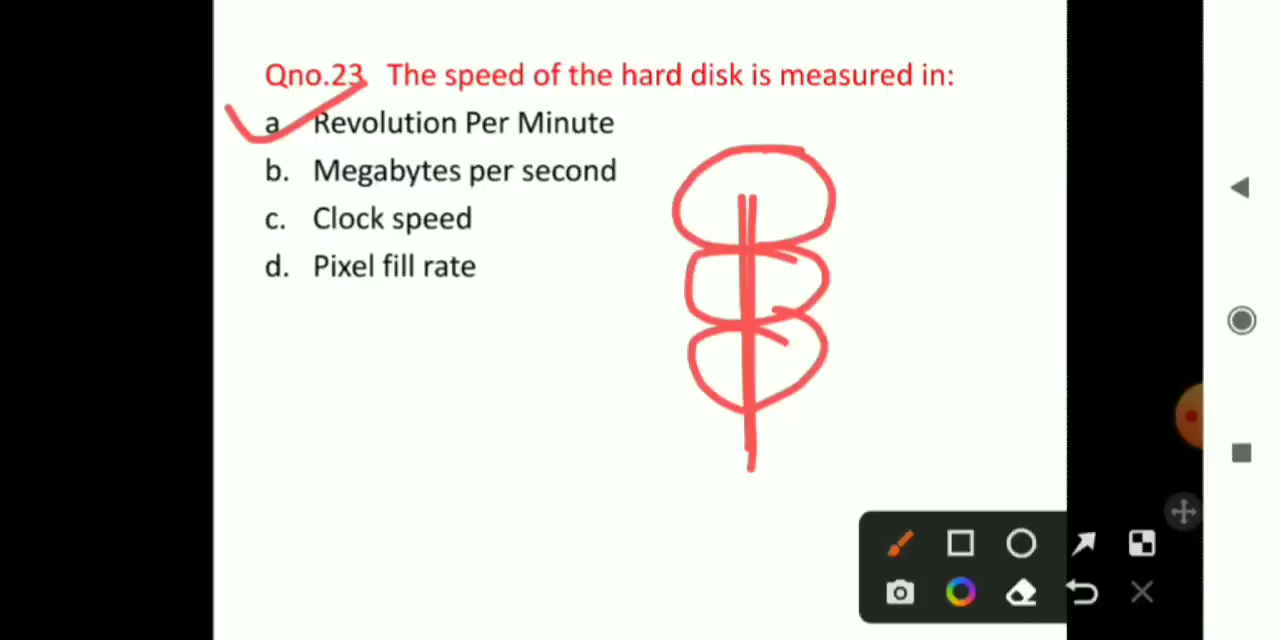 Qno.23. The speed of the hard disk is measured in:
a. Revolution Per Minute
b. Megabytes per second
c. Clock speed
d. Pixel fill rate